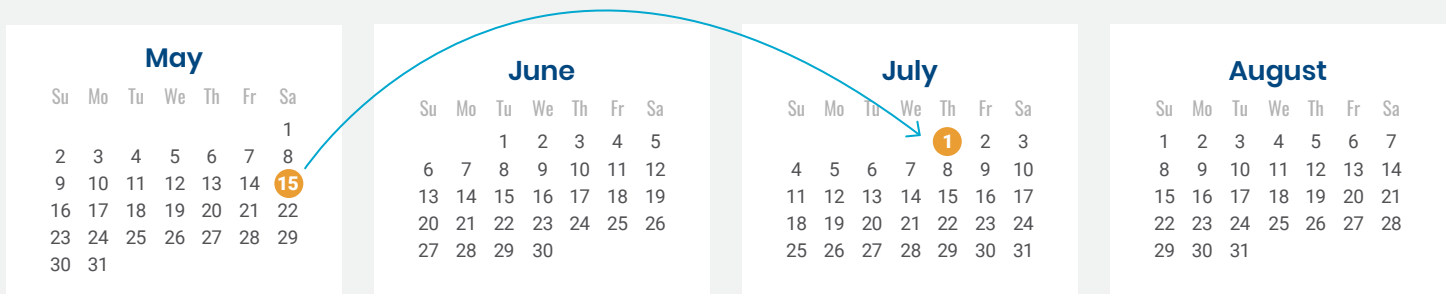 May
Su Mo Tu We Th Fr Sa
1
2 3 4 5 6 7 8
9 10 11 12 13 14 15
16 17 18 19 20 21 22
23 24 25 26 27 28 29
30 31
June
Su Mo Tu We Th Fr Sa
1 2 3 4 5
6 7 8 9 10 11 12
13 14 15 16 17 18 19
20 21 22 23 24 25 26
27 28 29 30
July
Su Mo Tu We Th Fr Sa
1 2 3
4 5 6 7 8 9 10
11 12 13 14 15 16 17
18 19 20 21 22 23 24
25 26 27 28 29 30 31
August
Su Mo Tu We Th Fr Sa
1 2 3 4 5 6 7
8 9 10 11 12 13 14
15 16 17 18 19 20 21
22 23 24 25 26 27 28
29 30 31